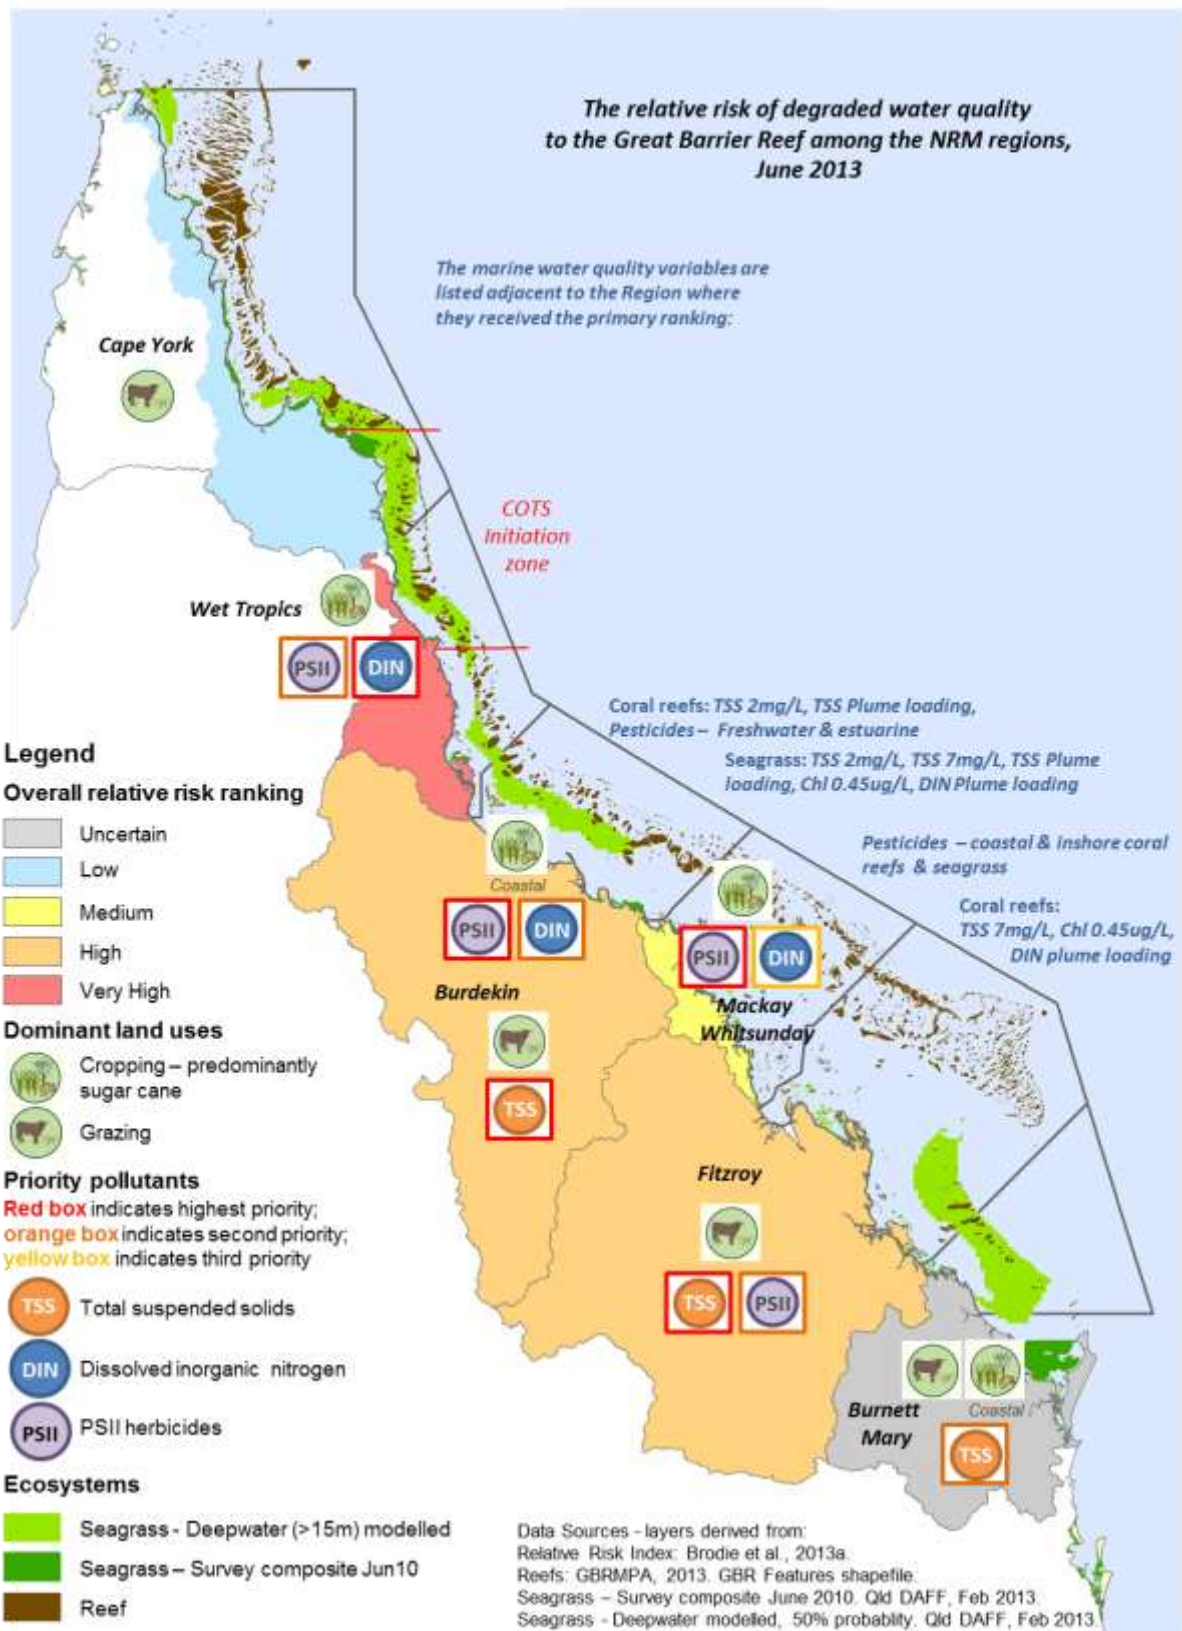 The relative risk of degraded water quality
to the Great Barrier Reef among the NRM regions,
June 2013
The marine water quality variables are
listed adjacent to the Region where
they received the primary ranking:
Cape York
COTS
Initiation
zone
Wet Tropics
PSII
DIN
Coral reefs: TSS 2mg/L, TSS Plume loading,
Pesticides – Freshwater & estuarine
Seagrass: TSS 2mg/L, TSS 7mg/L, TSS Plume
loading, Chl 0.45ug/L, DIN Plume loading
Pesticides – coastal & inshore coral
reefs & seagrass
Coral reefs:
TSS 7mg/L, Chl 0.45ug/L,
DIN plume loading
Coastal
PSII
DIN
Burdekin
TSS
PSII
DIN
Mackay
Whitsunday
Fitzroy
TSS
PSII
Burnett
Mary
Coastal
TSS
Legend
Overall relative risk ranking
Uncertain
Low
Medium
High
Very High
Dominant land uses
Cropping – predominantly
sugar cane
Grazing
Priority pollutants
Red box indicates highest priority;
orange box indicates second priority;
yellow box indicates third priority
TSS Total suspended solids
DIN Dissolved inorganic nitrogen
PSII PSII herbicides
Ecosystems
Seagrass - Deepwater (>15m) modelled
Seagrass – Survey composite Jun10
Reef
Data Sources - layers derived from:
Relative Risk Index: Brodie et al., 2013a.
Reefs: GBRMPA, 2013. GBR Features shapefile.
Seagrass – Survey composite June 2010. Qld DAFF, Feb 2013.
Seagrass - Deepwater modelled, 50% probablity. Qld DAFF, Feb 2013.